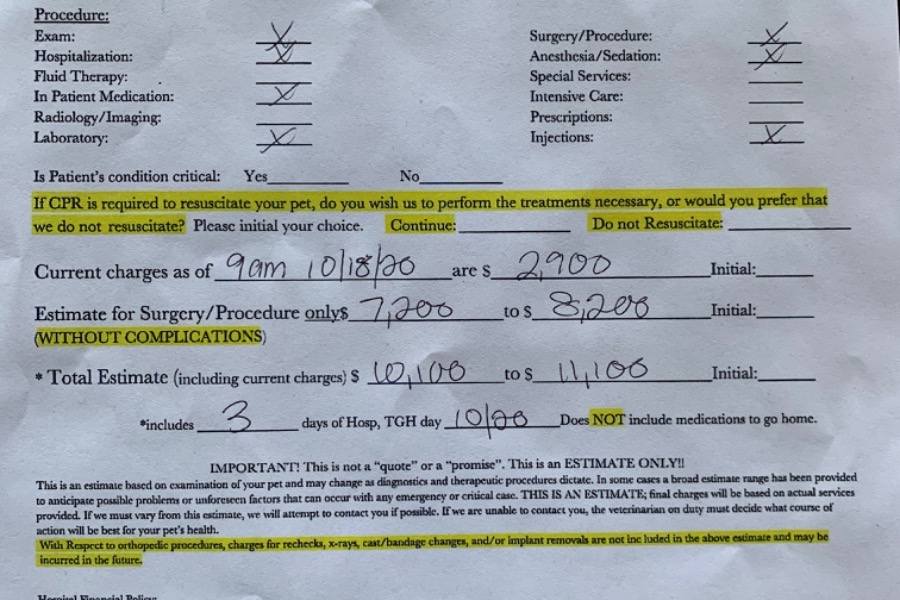 Procedure:
Exam: X Surgery/Procedure: X
Hospitalization: X Anesthesia/Sedation: X
Fluid Therapy: Special Services:
In Patient Medication: X Intensive Care:
Radiology/Imaging: Prescriptions:
Laboratory: X Injections: X
Is Patient's condition critical: Yes No
If CPR is required to resuscitate your pet, do you wish us to perform the treatments necessary, or would you prefer that
we do not resuscitate? Please initial your choice. Continue: Do not Resuscitate:
Current charges as of 9am 10/18/20 are $ 2,900 Initial:
Estimate for Surgery/Procedure only$ 7,200 to $ 8,200 Initial:
(WITHOUT COMPLICATIONS)
* Total Estimate (including current charges) $ 10,100 to $ 11,100 Initial:
*includes 3 days of Hosp, TGH day 10/20 Does NOT include medications to go home.
IMPORTANT! This is not a “quote” or a “promise”. This is an ESTIMATE ONLY!!
This is an estimate based on examination of your pet and may change as diagnostics and therapeutic procedures dictate. In some cases a broad estimate range has been provided
to anticipate possible problems or unforeseen factors that can occur with any emergency or critical case. THIS IS AN ESTIMATE; final charges will be based on actual services
provided. If we must vary from this estimate, we will attempt to contact you if possible. If we are unable to contact you, the veterinarian on duty must decide what course of
action will be best for your pet's health.
With Respect to orthopedic procedures, charges for rechecks, x-rays, cast/bandage changes, and/or implant removals are not inc luded in the above estimate and may be
incurred in the future.
Hospital Financial Policy: